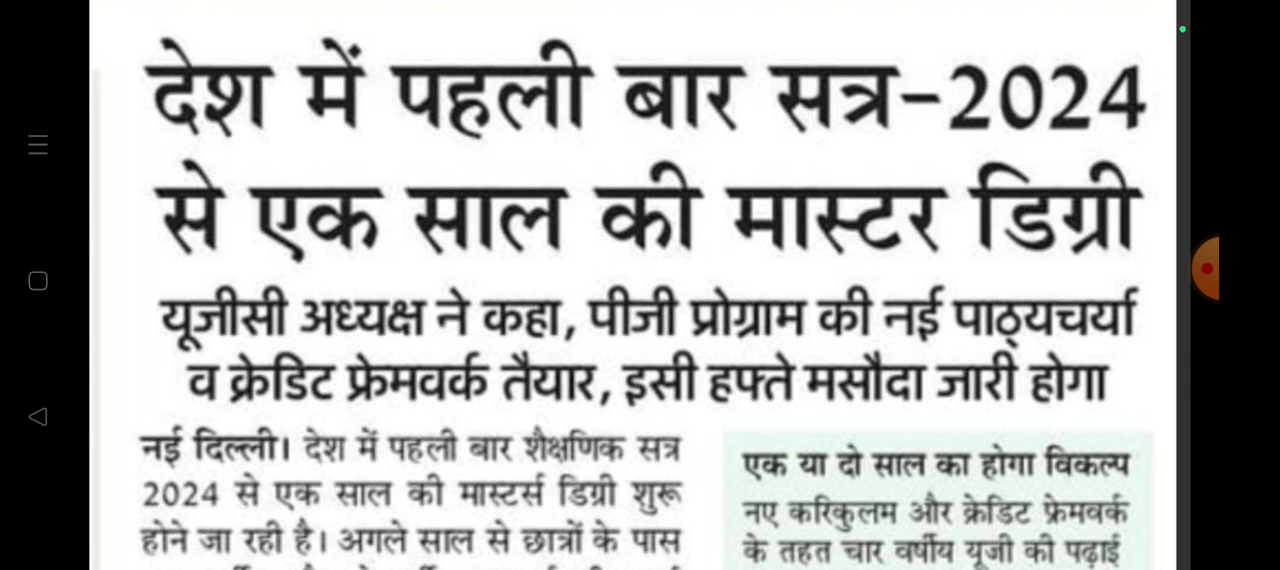 देश में पहली बार सत्र-2024
से एक साल की मास्टर डिग्री
यूजीसी अध्यक्ष ने कहा, पीजी प्रोग्राम की नई पाठ्यचर्या
व क्रेडिट फ्रेमवर्क तैयार, इसी हफ्ते मसौदा जारी होगा
नई दिल्ली। देश में पहली बार शैक्षणिक सत्र
2024 से एक साल की मास्टर्स डिग्री शुरू
होने जा रही है। अगले साल से छात्रों के पास
एक या दो साल का होगा विकल्प
नए करिकुलम और क्रेडिट फ्रेमवर्क
के तहत चार वर्षीय यूजी की पढ़ाई